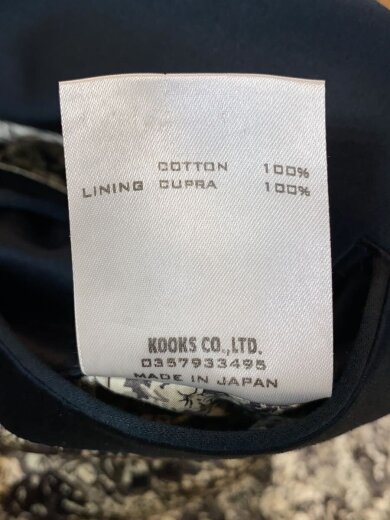 COTTON 100%
LINING CUPRA 100%
KOOKS CO.,LTD.
0357933495
MADE IN JAPAN